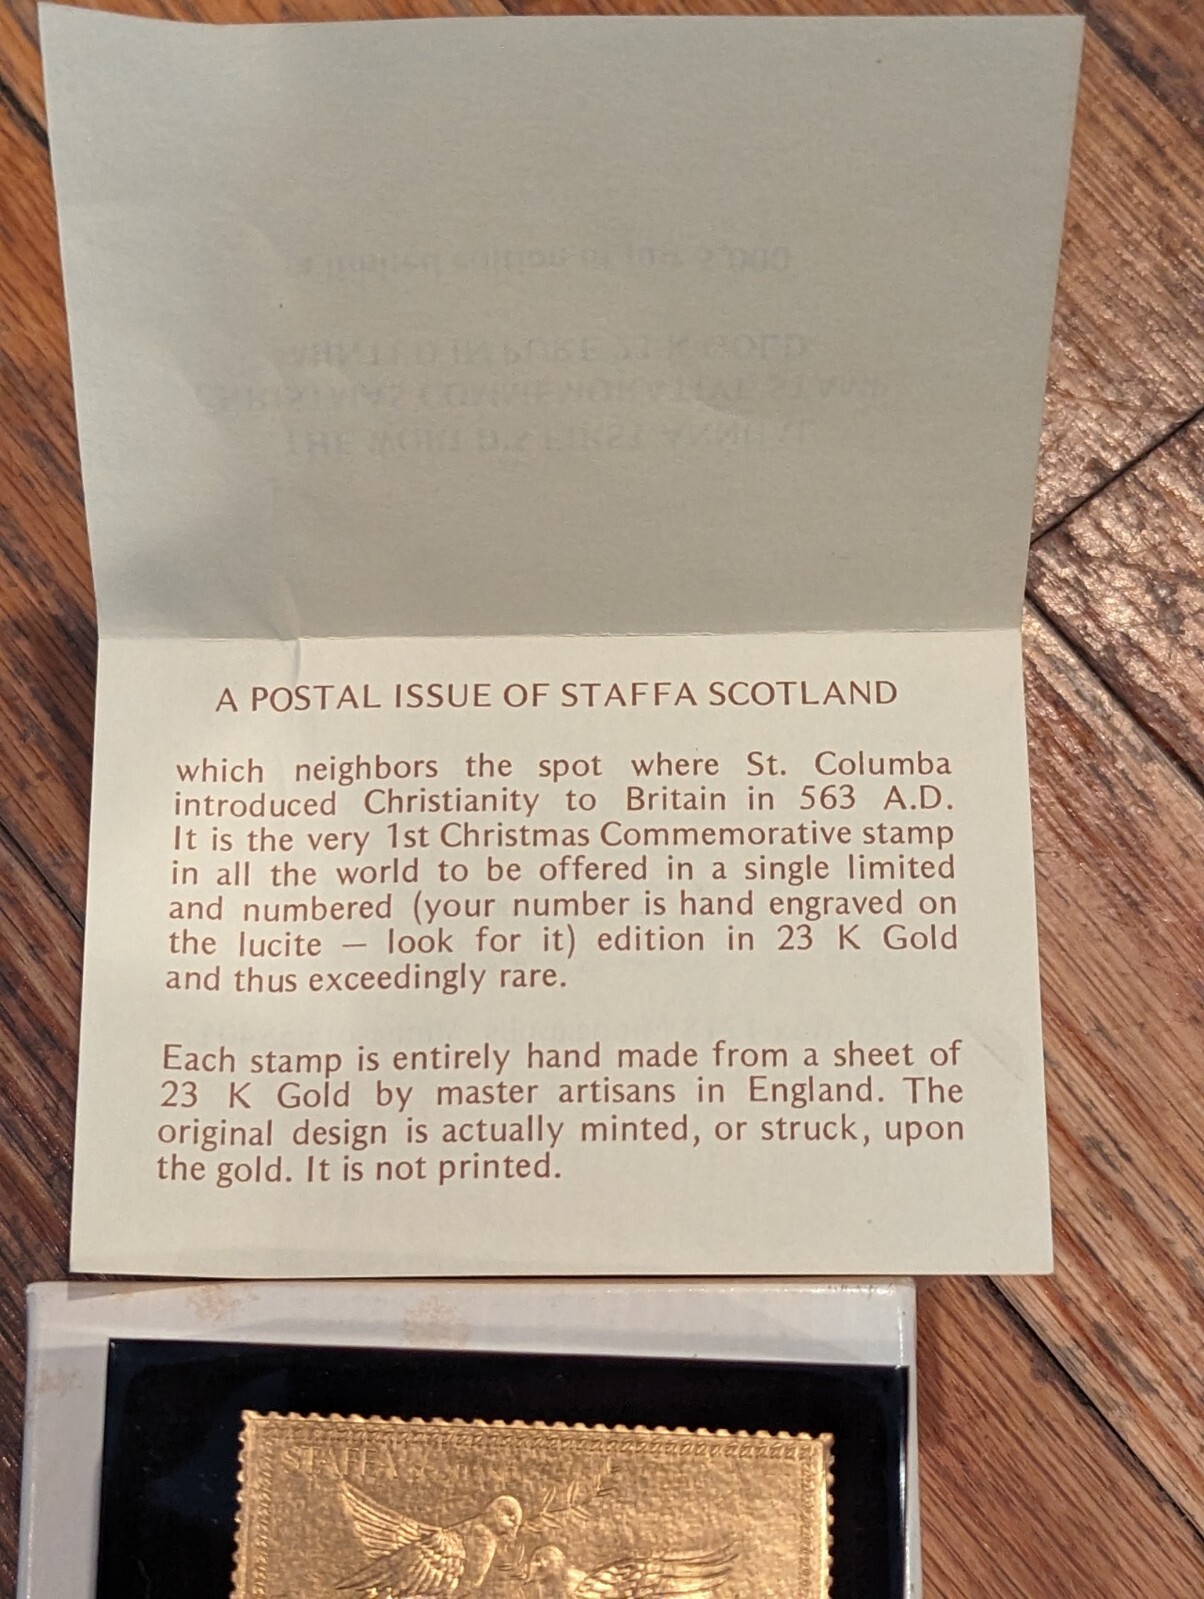 A POSTAL ISSUE OF STAFFA SCOTLAND
which neighbors the spot where St. Columba
introduced Christianity to Britain in 563 A.D.
It is the very 1st Christmas Commemorative stamp
in all the world to be offered in a single limited
and numbered (your number is hand engraved on
the lucite — look for it) edition in 23 K Gold
and thus exceedingly rare.
Each stamp is entirely hand made from a sheet of
23 K Gold by master artisans in England. The
original design is actually minted, or struck, upon
the gold. It is not printed.
STAFFA